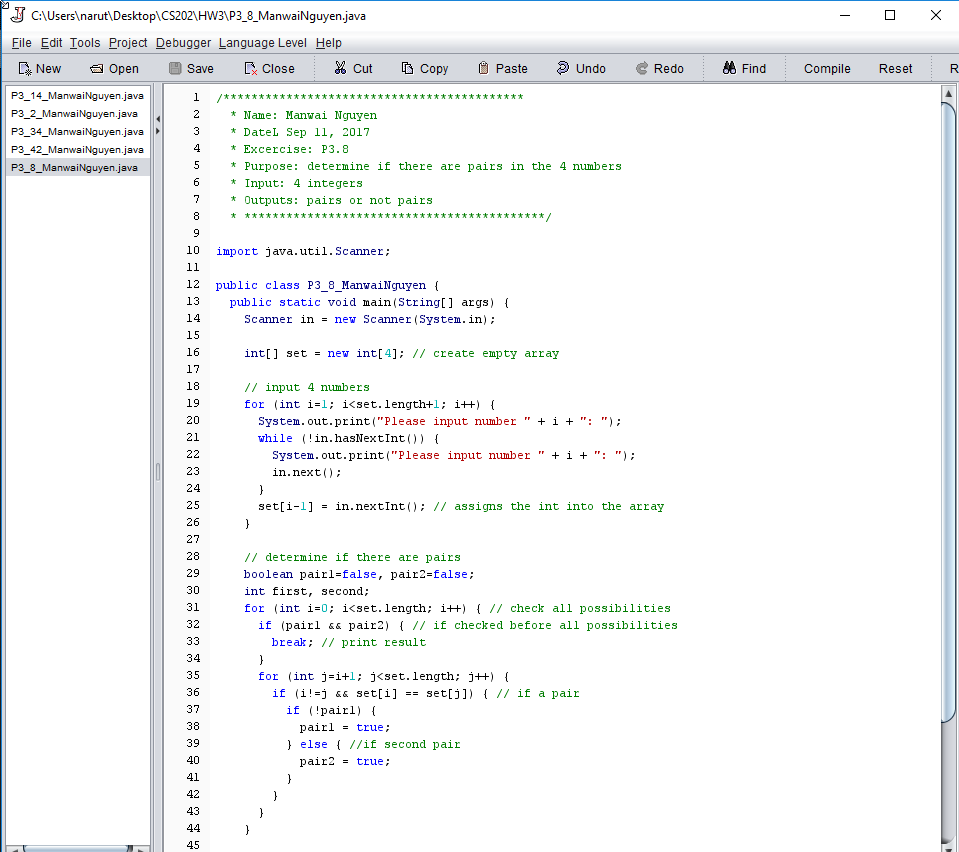 C:\Users\narut\Desktop\CS202\HW3\P3_8_ManwaiNguyen.java
File Edit Tools Project Debugger Language Level Help
New Open Save Close Cut Copy Paste Undo Redo Find Compile Reset R
P3_14_ManwaiNguyen.java
P3_2_ManwaiNguyen.java
P3_34_ManwaiNguyen.java
P3_42_ManwaiNguyen.java
P3_8_ManwaiNguyen.java
1 /*******************************************
2 * Name: Manwai Nguyen
3 * DateL Sep 11, 2017
4 * Excercise: P3.8
5 * Purpose: determine if there are pairs in the 4 numbers
6 * Input: 4 integers
7 * Outputs: pairs or not pairs
8 * *******************************************/
9
10 import java.util.Scanner;
11
12 public class P3_8_ManwaiNguyen {
13 public static void main(String[] args) {
14 Scanner in = new Scanner(System.in);
15
16 int[] set = new int[4]; // create empty array
17
18 // input 4 numbers
19 for (int i=1; i<set.length+1; i++) {
20 System.out.print("Please input number " + i + ": ");
21 while (!in.hasNextInt()) {
22 System.out.print("Please input number " + i + ": ");
23 in.next();
24 }
25 set[i-1] = in.nextInt(); // assigns the int into the array
26 }
27
28 // determine if there are pairs
29 boolean pair1=false, pair2=false;
30 int first, second;
31 for (int i=0; i<set.length; i++) { // check all possibilities
32 if (pair1 && pair2) { // if checked before all possibilities
33 break; // print result
34 }
35 for (int j=i+1; j<set.length; j++) {
36 if (i!=j && set[i] == set[j]) { // if a pair
37 if (!pair1) {
38 pair1 = true;
39 } else { //if second pair
40 pair2 = true;
41 }
42 }
43 }
44 }
45